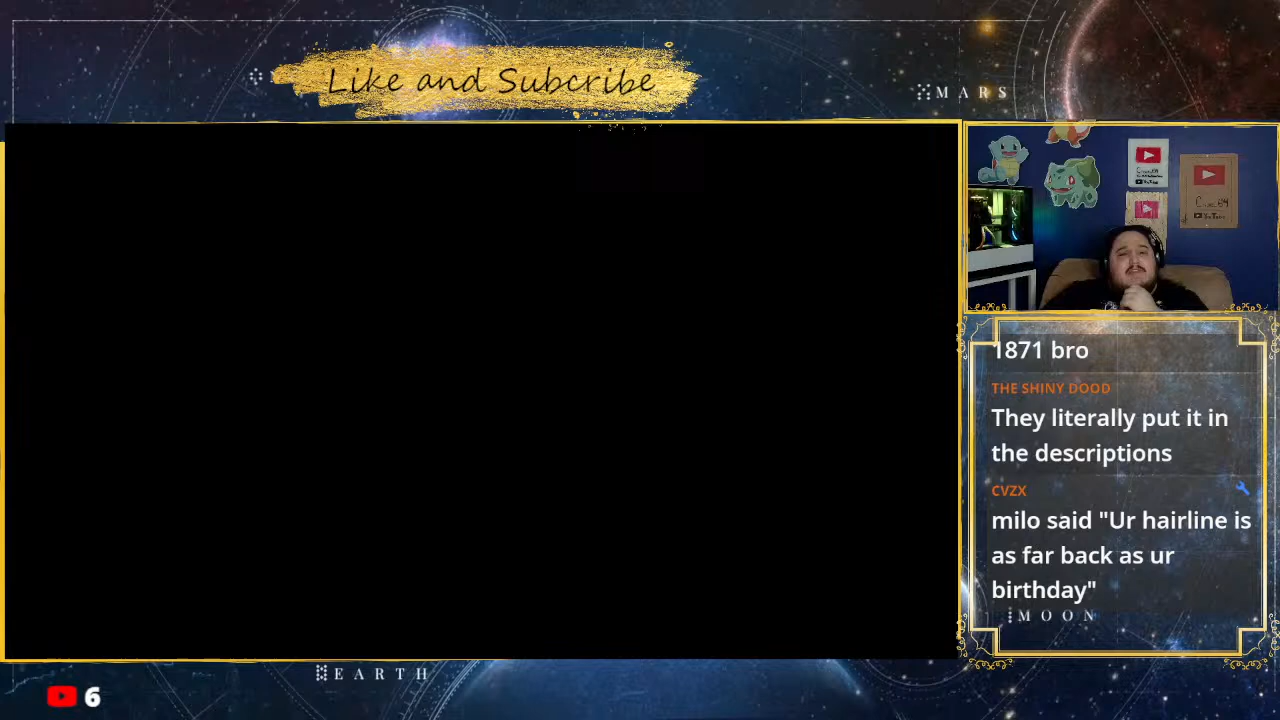 Like and Subcribe
MARS
1871 bro
THE SHINY DOOD
They literally put it in
the descriptions
CVZX
milo said "Ur hairline is
as far back as ur
birthday"
MOON
EARTH
6